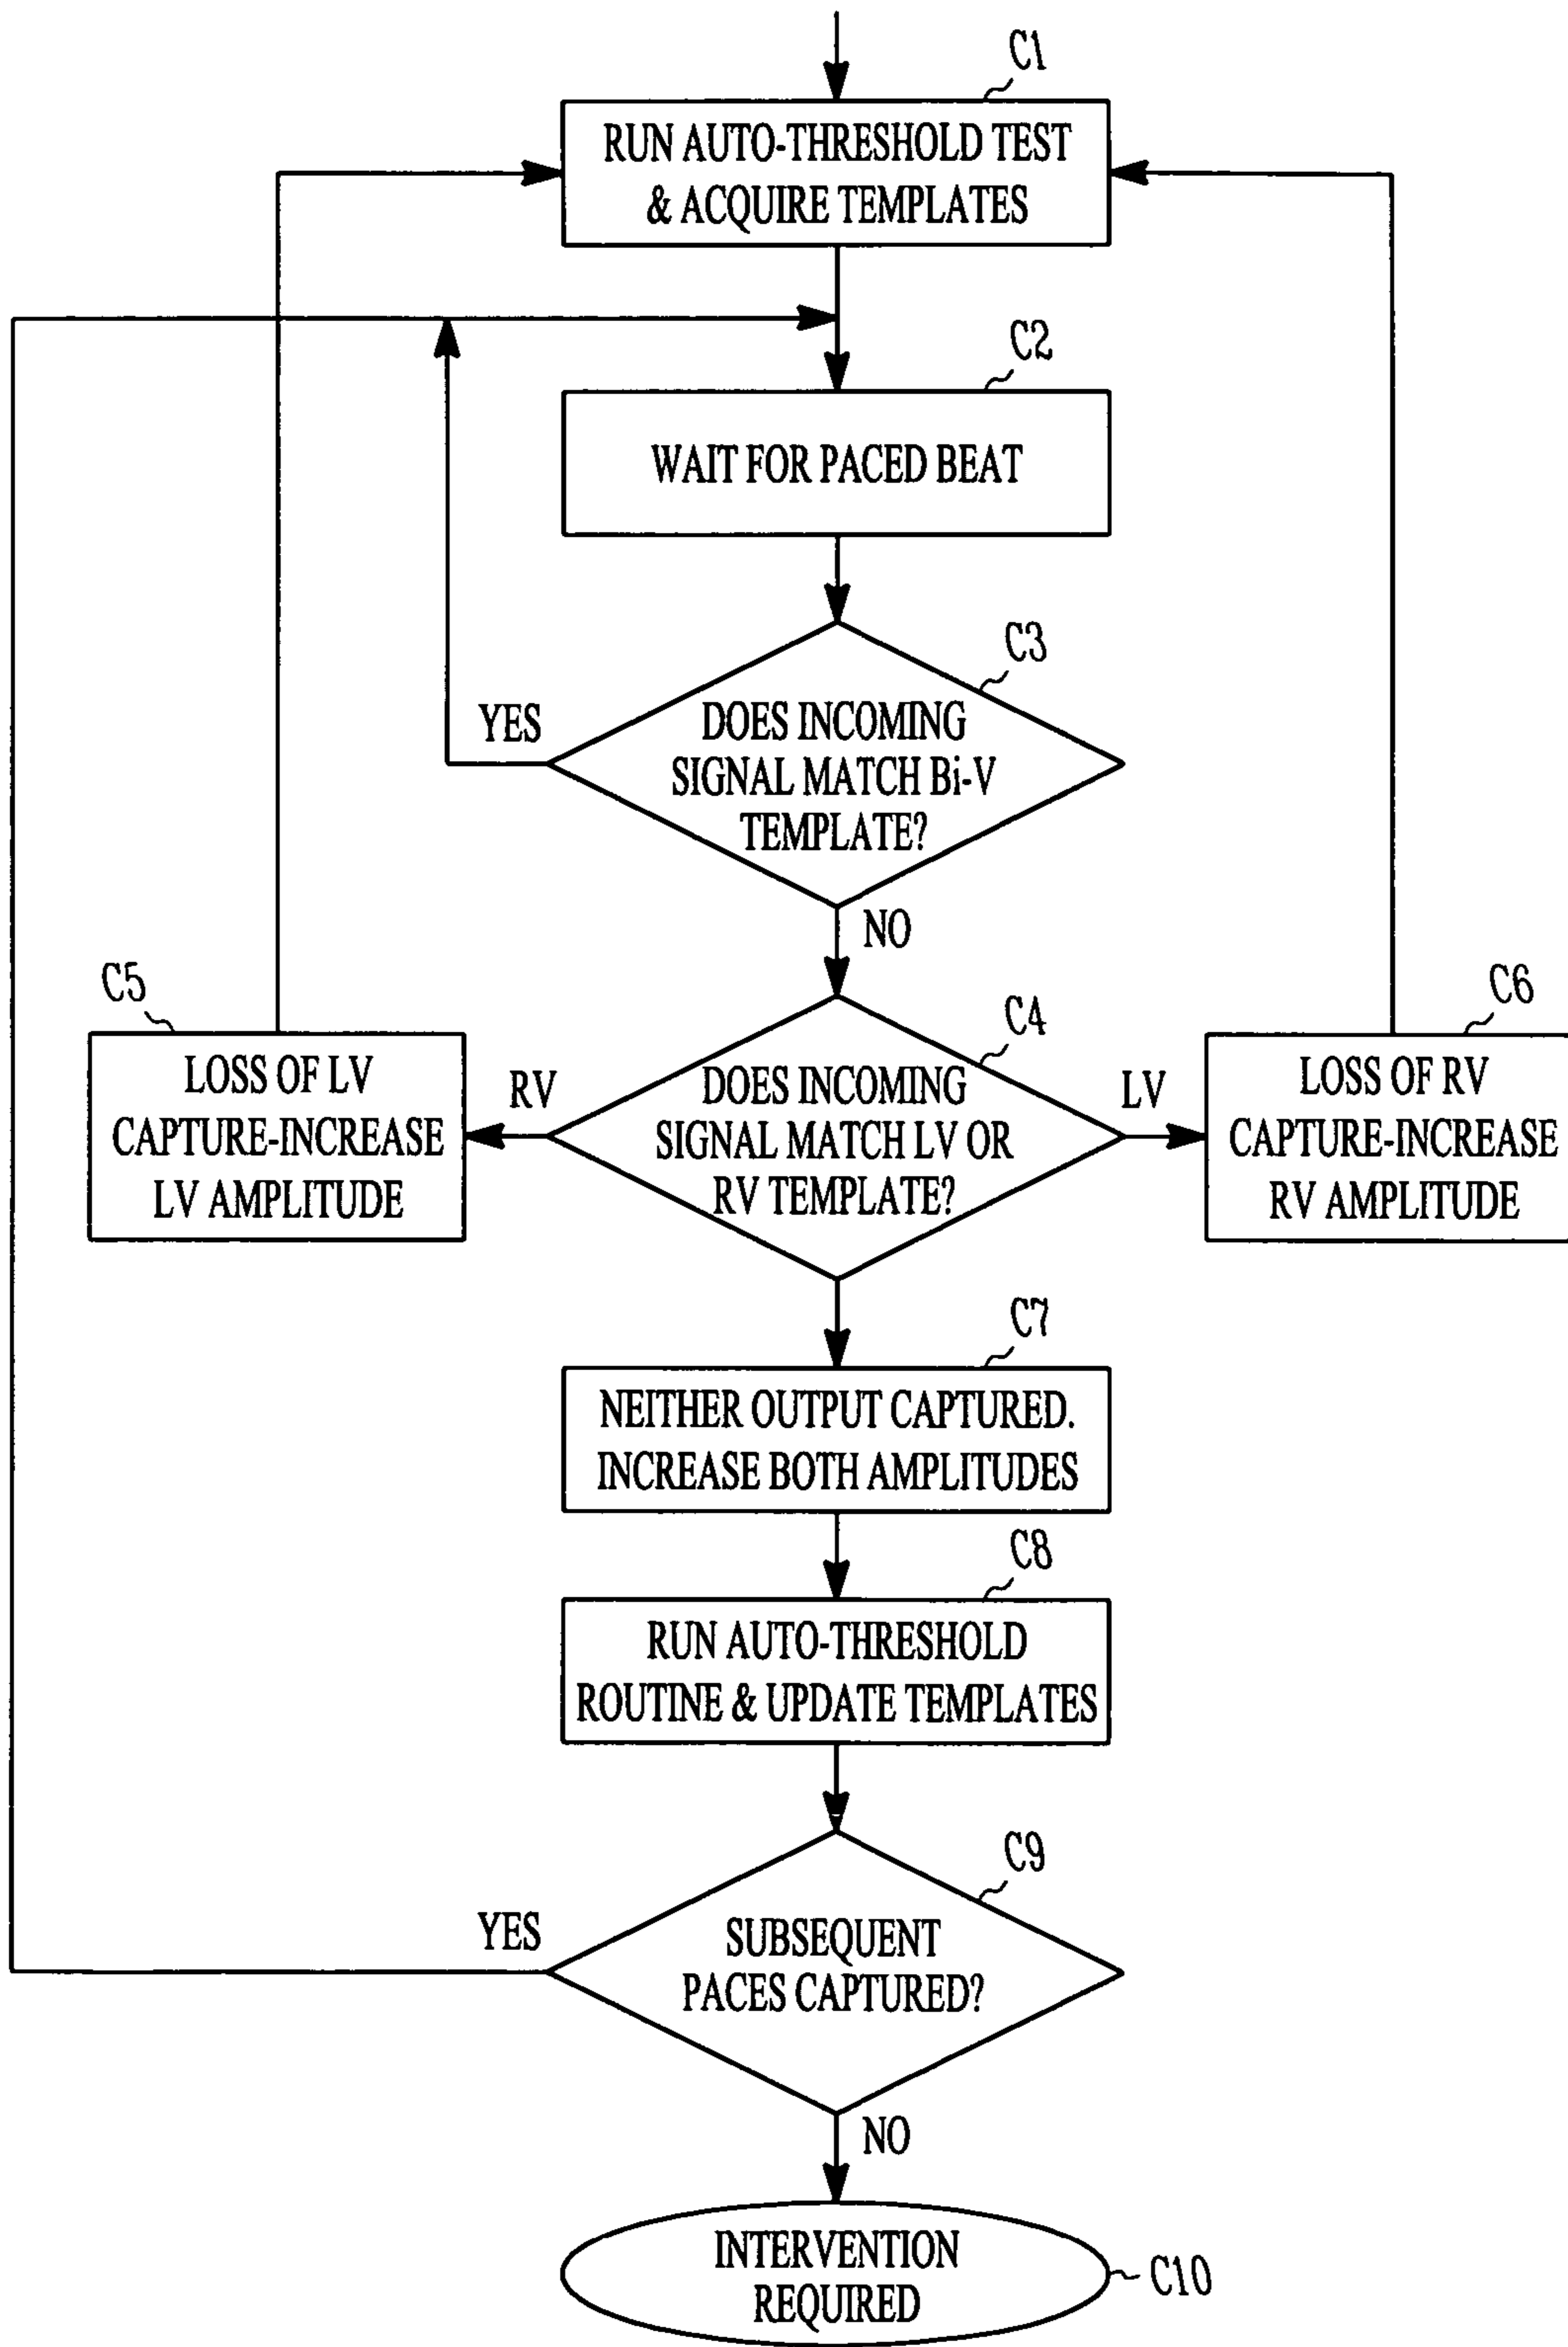 C1
RUN AUTO-THRESHOLD TEST
& ACQUIRE TEMPLATES
C2
WAIT FOR PACED BEAT
C3
YES
DOES INCOMING
SIGNAL MATCH Bi-V
TEMPLATE?
NO
C5
LOSS OF LV
CAPTURE-INCREASE
LV AMPLITUDE
RV
C4
DOES INCOMING
SIGNAL MATCH LV OR
RV TEMPLATE?
LV
C6
LOSS OF RV
CAPTURE-INCREASE
RV AMPLITUDE
C7
NEITHER OUTPUT CAPTURED.
INCREASE BOTH AMPLITUDES
C8
RUN AUTO-THRESHOLD
ROUTINE & UPDATE TEMPLATES
C9
YES
SUBSEQUENT
PACES CAPTURED?
NO
INTERVENTION
REQUIRED
C10